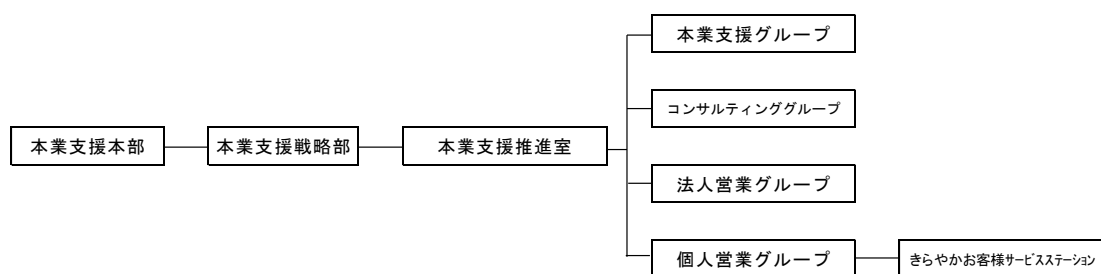 本業支援グループ
コンサルティンググループ
本業支援本部
本業支援戦略部
本業支援推進室
法人営業グループ
個人営業グループ
きらやかお客様サービスステーション